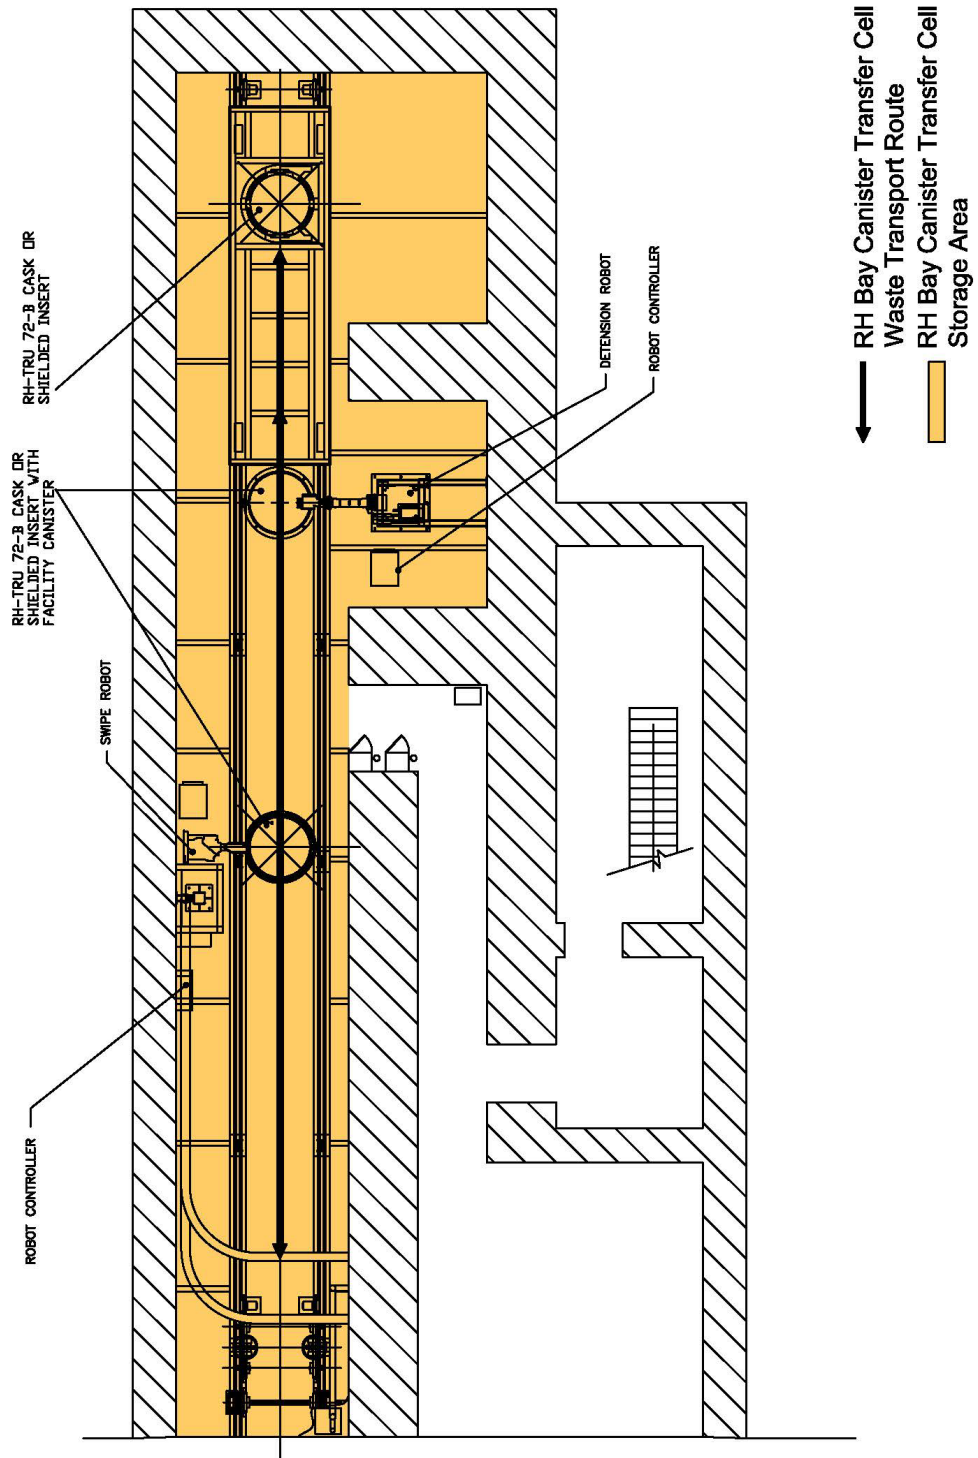 RH-TRU 72-B CASK OR
SHIELDED INSERT
RH-TRU 72-B CASK OR
SHIELDED INSERT WITH
FACILITY CANISTER
SWIPE ROBOT
ROBOT CONTROLLER
DETENSION ROBOT
ROBOT CONTROLLER
RH Bay Canister Transfer Cell
Waste Transport Route
RH Bay Canister Transfer Cell
Storage Area